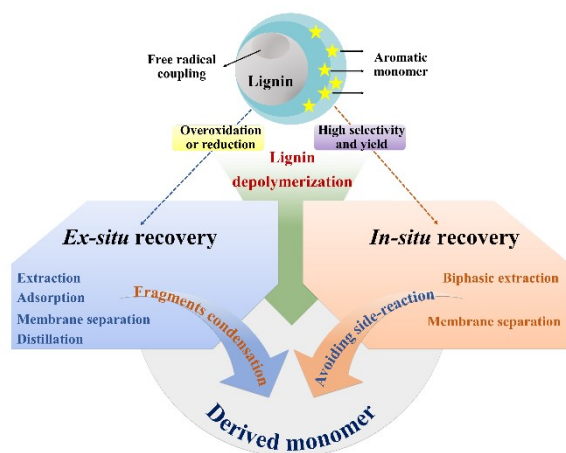 Free radical
coupling
Lignin
Aromatic
monomer
Overoxidation
or reduction
High selectivity
and yield
Lignin
depolymerization
Ex-situ recovery
Extraction
Adsorption
Membrane separation
Distillation
Fragments condensation
In-situ recovery
Biphasic extraction
Membrane separation
Avoiding side-reaction
Derived monomer